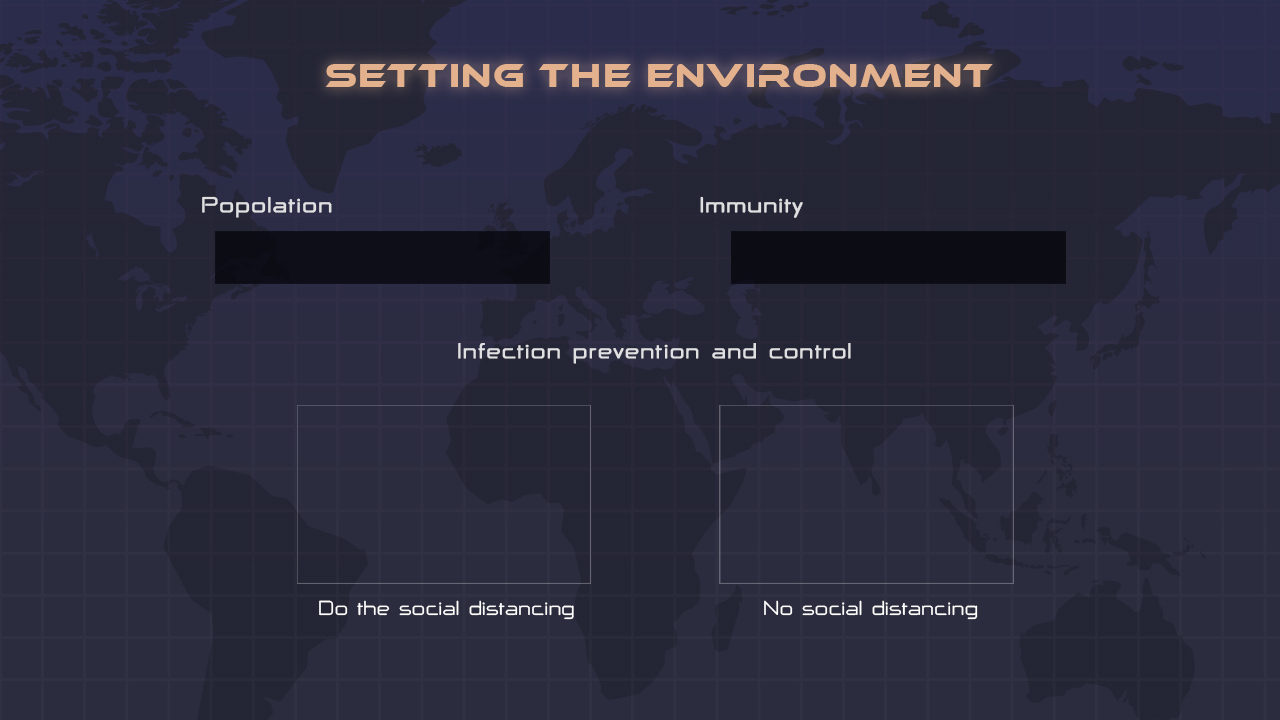 SETTING THE ENVIRONMENT
Popolation
Immunity
Infection prevention and control
Do the social distancing
No social distancing